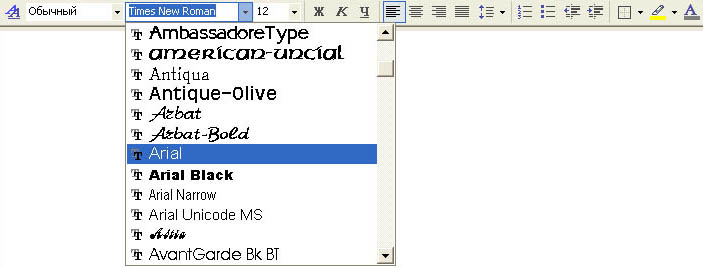 Обычный Times New Roman 12 Ж К Ч
AmbassadoreType
american-uncial
Antiqua
Antique-Olive
Arbat
Arbat-Bold
Arial
Arial Black
Arial Narrow
Arial Unicode MS
Astra
AvantGarde Bk BT